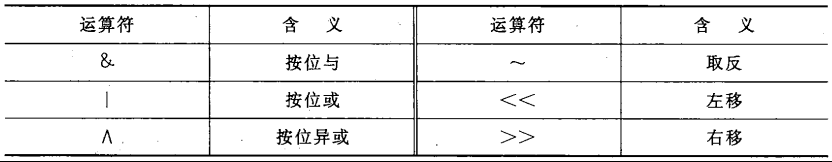 运算符 含 义 运算符 含 义
& 按位与 ~ 取反
| 按位或 << 左移
∧ 按位异或 >> 右移